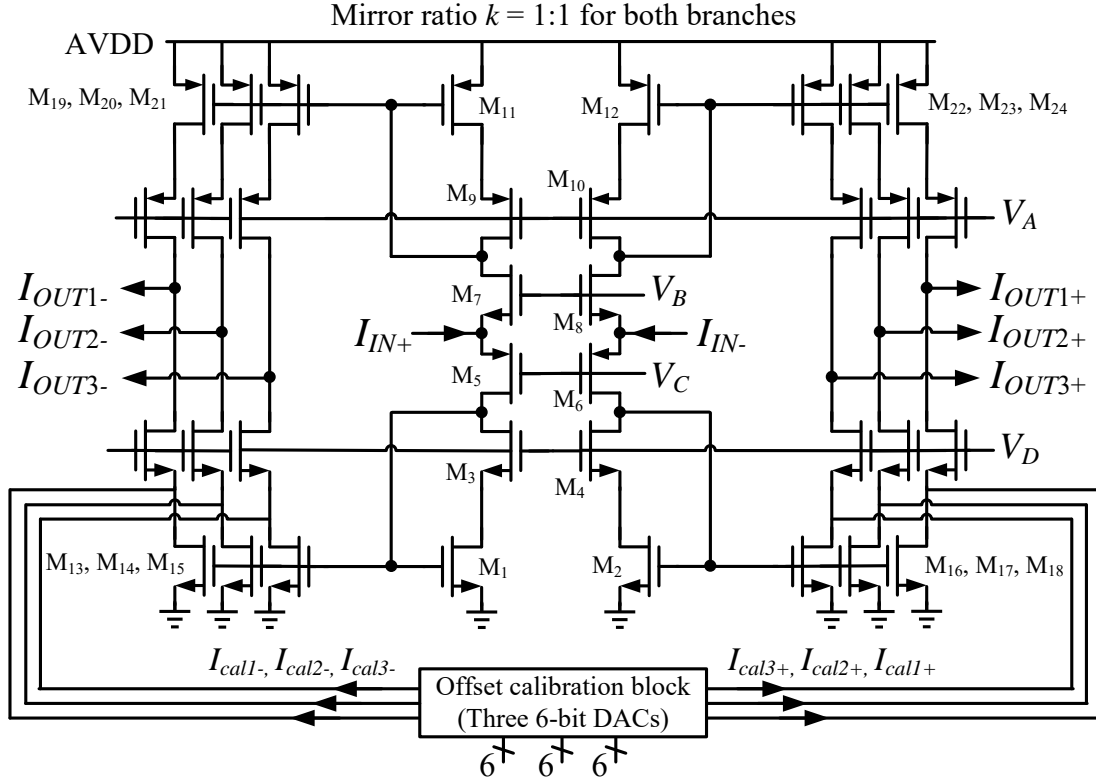 Mirror ratio k = 1:1 for both branches
AVDD
M19, M20, M21
M11
M12
M22, M23, M24
M9
M10
VA
IOUT1-
M7
M8
VB
IOUT1+
IOUT2-
IIN+
IIN-
IOUT2+
IOUT3-
M5
M6
VC
IOUT3+
M3
M4
VD
M13, M14, M15
M1
M2
M16, M17, M18
Ical1-, Ical2-, Ical3-
Ical3+, Ical2+, Ical1+
Offset calibration block
(Three 6-bit DACs)
6 6 6